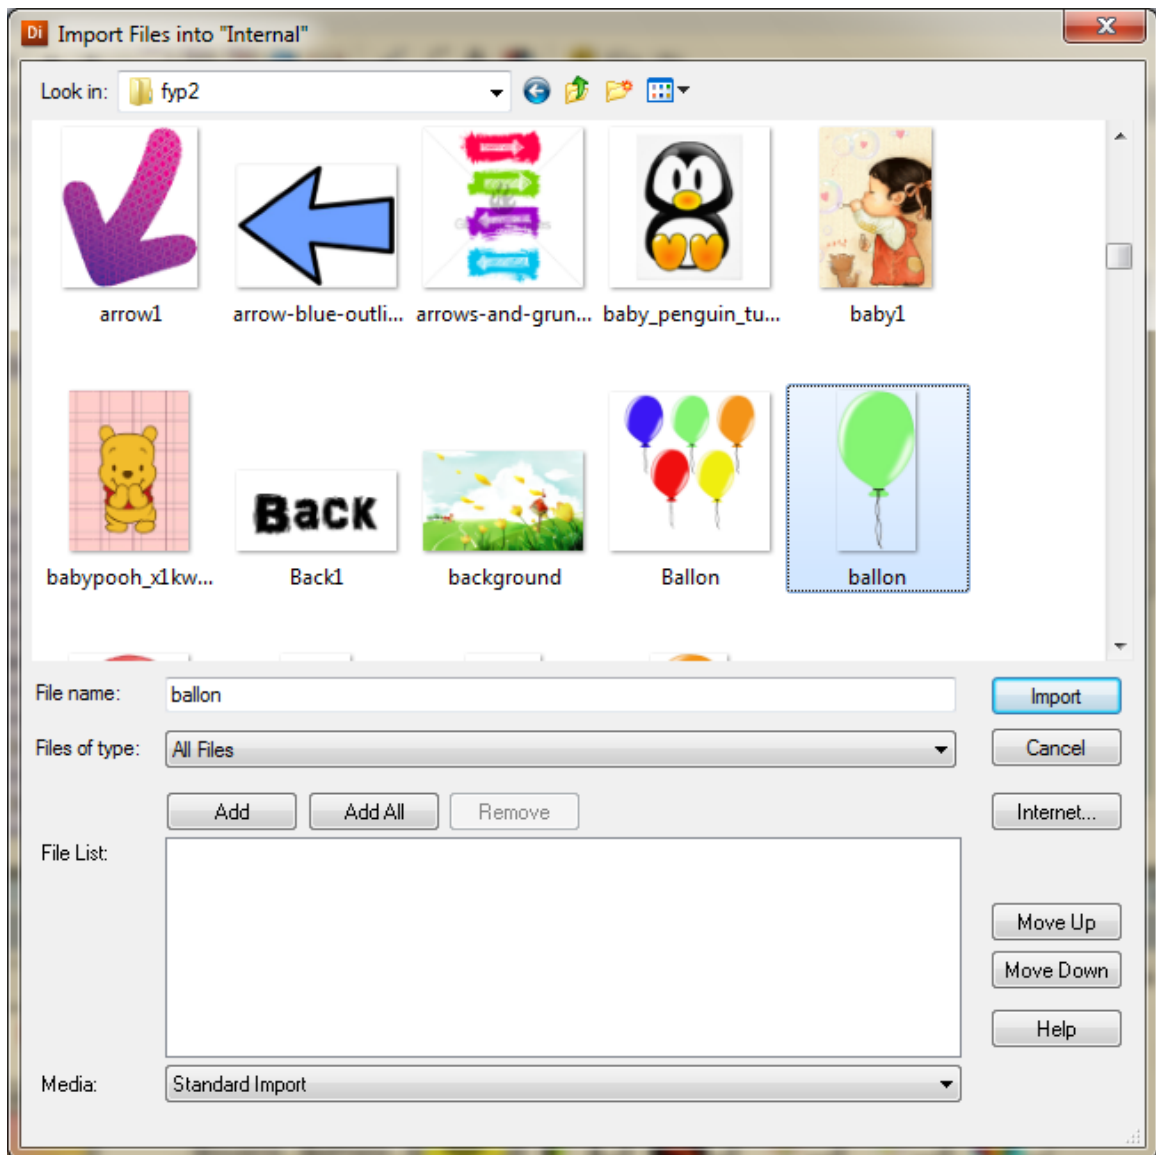 Di Import Files into "Internal"
Look in: fyp2
arrow1 arrow-blue-outli... arrows-and-grun... baby_penguin_tu... baby1
Back
babypooh_x1kw... Back1 background Ballon ballon
File name: ballon Import
Files of type: All Files Cancel
Add Add All Remove Internet...
File List:
Move Up
Move Down
Help
Media: Standard Import